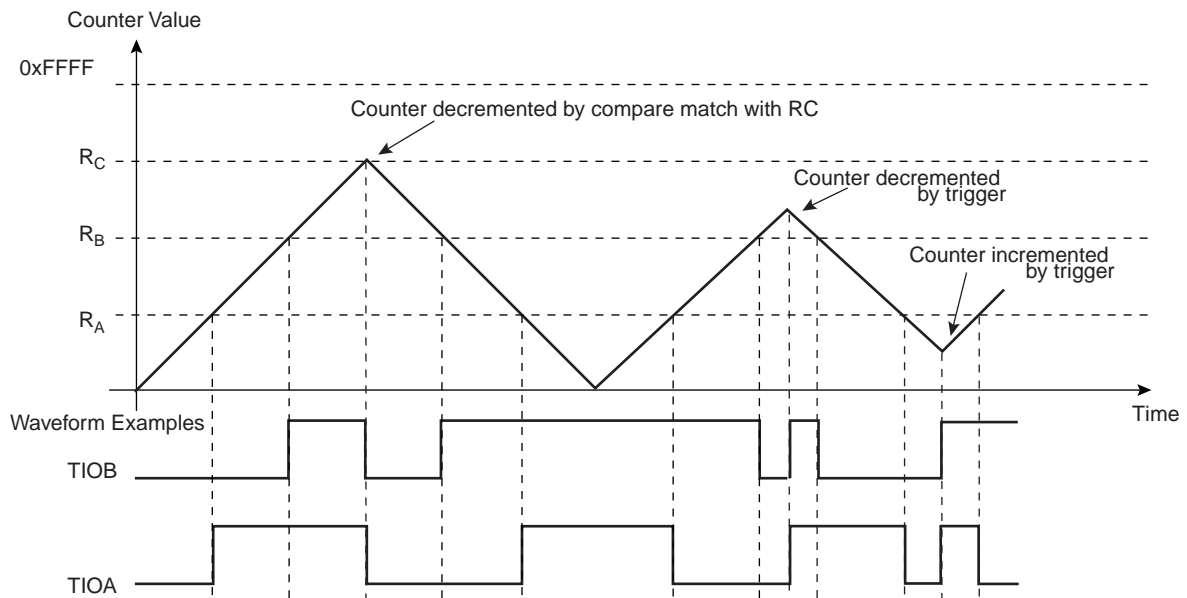 Counter Value
0xFFFF
Counter decremented by compare match with RC
RC
Counter decremented
by trigger
RB
Counter incremented
by trigger
RA
Time
Waveform Examples
TIOB
TIOA